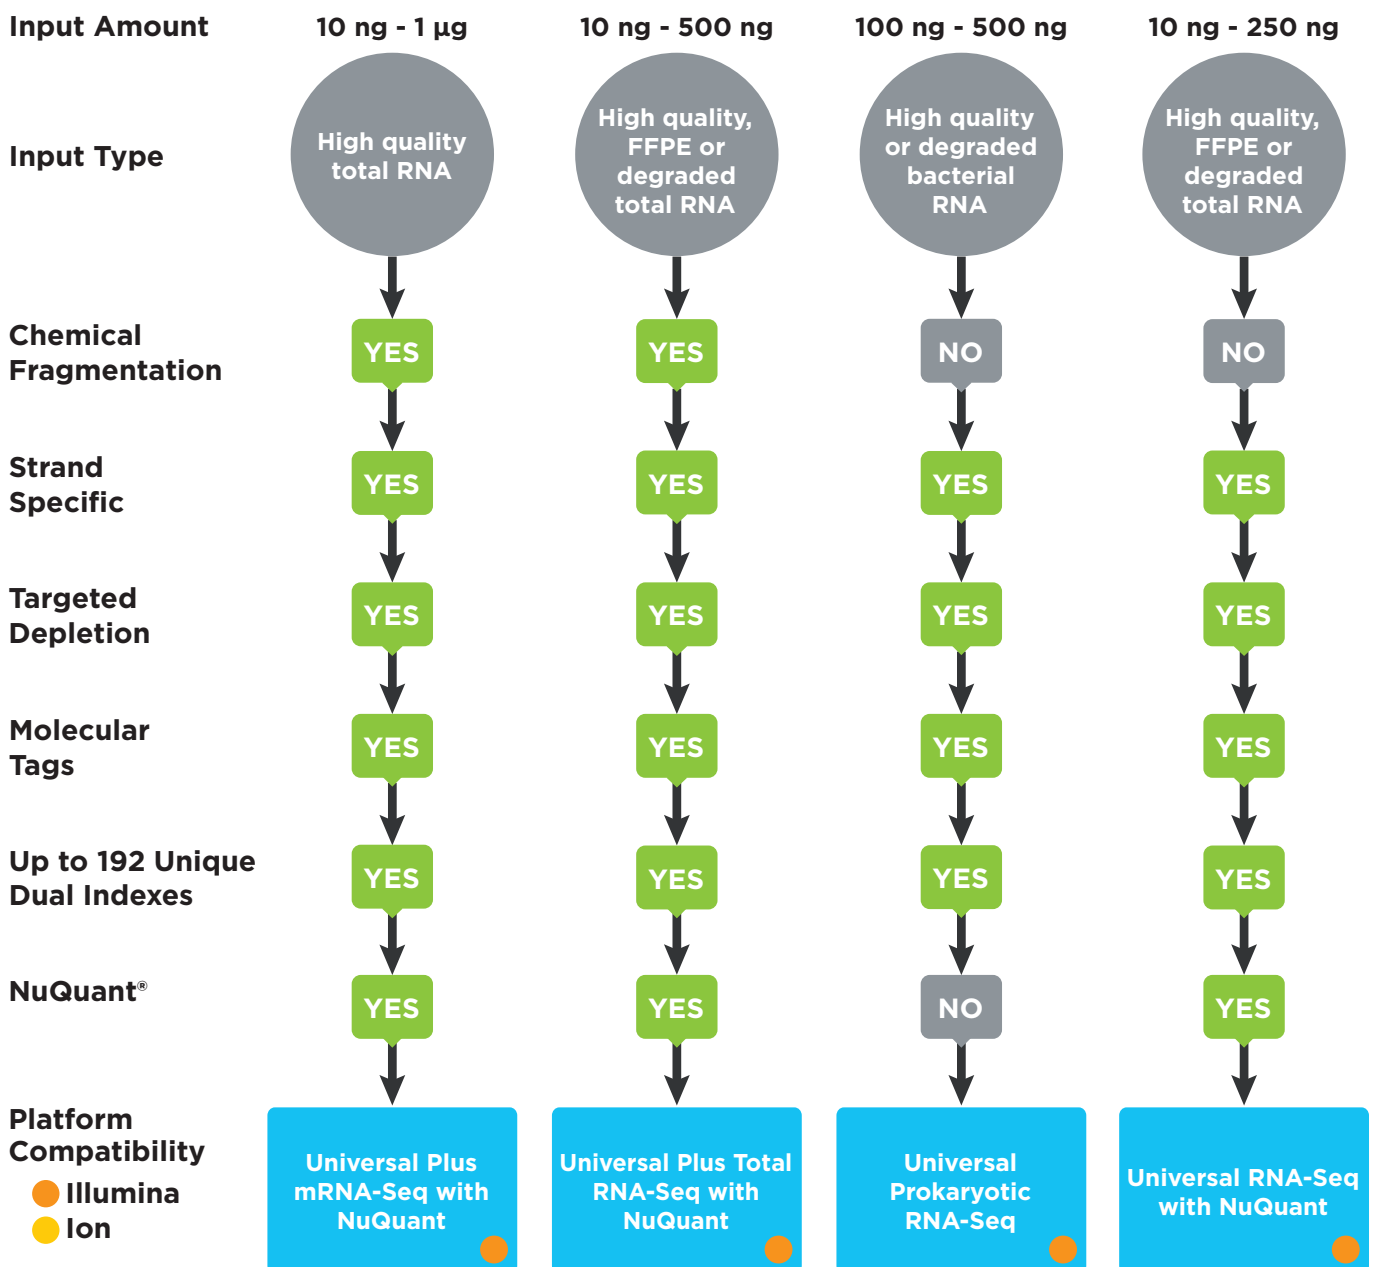 Input Amount
10 ng - 1 µg
10 ng - 500 ng
100 ng - 500 ng
10 ng - 250 ng
Input Type
High quality
total RNA
High quality,
FFPE or
degraded
total RNA
High quality
or degraded
bacterial
RNA
High quality,
FFPE or
degraded
total RNA
Chemical
Fragmentation
YES
YES
NO
NO
Strand
Specific
YES
YES
YES
YES
Targeted
Depletion
YES
YES
YES
YES
Molecular
Tags
YES
YES
YES
YES
Up to 192 Unique
Dual Indexes
YES
YES
YES
YES
NuQuant®
YES
YES
NO
YES
Platform
Compatibility
Illumina
Ion
Universal Plus
mRNA-Seq with
NuQuant
Universal Plus Total
RNA-Seq with
NuQuant
Universal
Prokaryotic
RNA-Seq
Universal RNA-Seq
with NuQuant